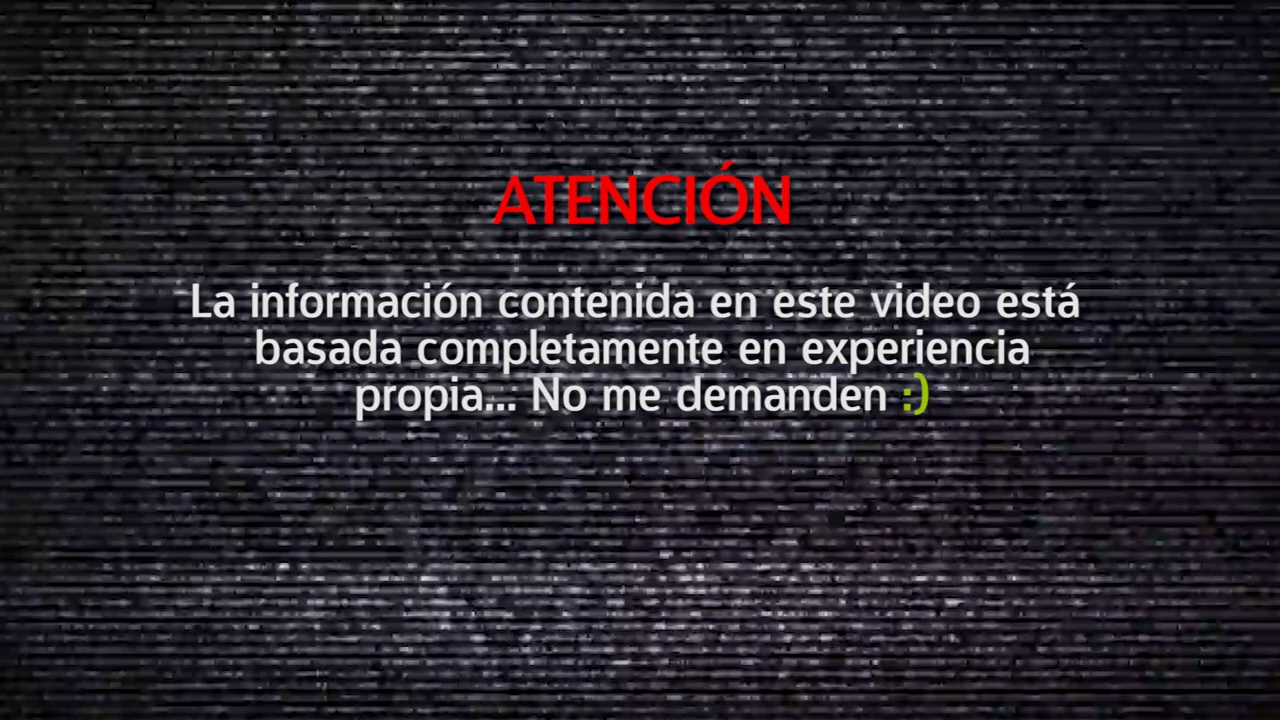 ATENCIÓN
La información contenida en este video está
basada completamente en experiencia
propia... No me demanden :)